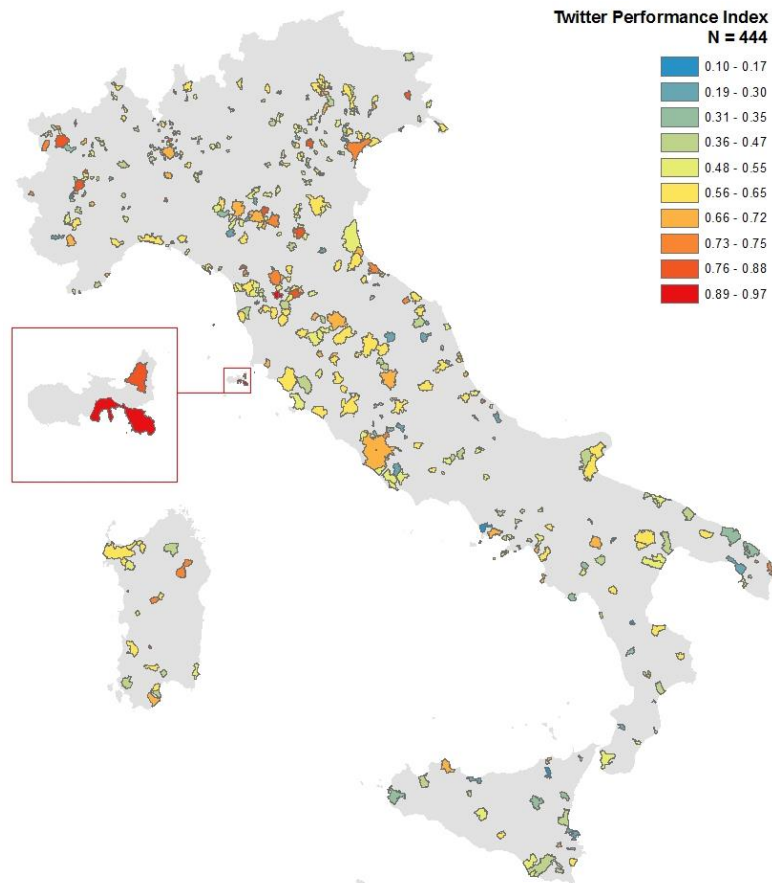 Twitter Performance Index
N = 444
0.10 - 0.17
0.19 - 0.30
0.31 - 0.35
0.36 - 0.47
0.48 - 0.55
0.56 - 0.65
0.66 - 0.72
0.73 - 0.75
0.76 - 0.88
0.89 - 0.97